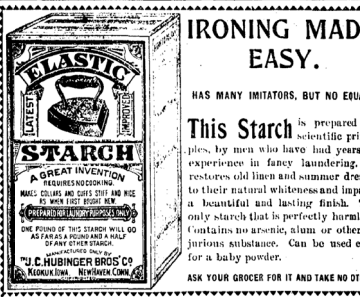 ELASTIC
LATEST
IMPROVED
STARCH
A GREAT INVENTION
REQUIRES NO COOKING.
MAKES COLLARS AND CUFFS STIFF AND NICE
AS WHEN FIRST BOUGHT NEW.
PREPARED FOR LAUNDRY PURPOSES ONLY
ONE POUND OF THIS STARCH WILL GO
AS FAR AS A POUND AND A HALF
OF ANY OTHER STARCH.
MANUFACTURED ONLY BY
THE J.C. HUBINGER BROS. CO.
KEOKUK, IOWA. NEW HAVEN, CONN.
IRONING MAD
EASY.
HAS MANY IMITATORS, BUT NO EQUA
This Starch is prepared
scientific pri
ples, by men who have had years
experience in fancy laundering.
restores old linen and summer dre
to their natural whiteness and imp
a beautiful and lasting finish.
only starch that is perfectly harml
Contains no arsenic, alum or othe
jurious substance. Can be used e
for a baby powder.
ASK YOUR GROCER FOR IT AND TAKE NO OT